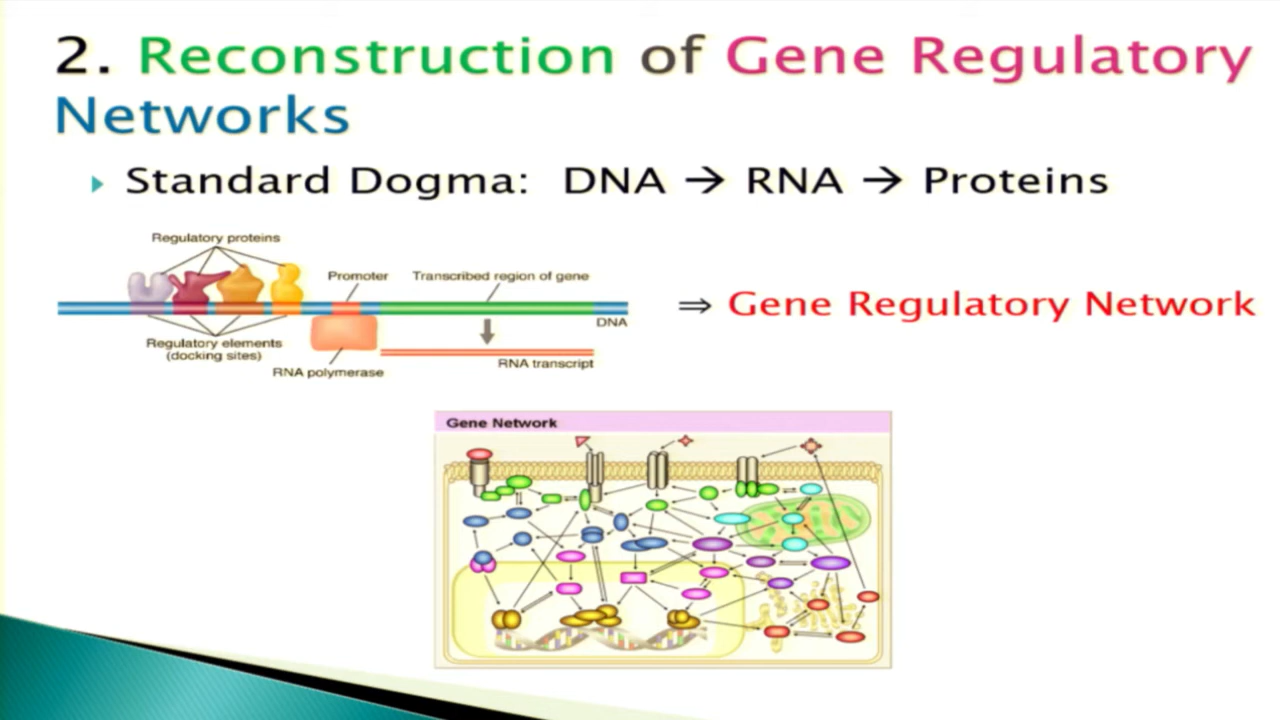 2. Reconstruction of Gene Regulatory
Networks
Standard Dogma: DNA → RNA → Proteins
Regulatory proteins
Promoter
Transcribed region of gene
DNA
Regulatory elements
(docking sites)
RNA polymerase
RNA transcript
⇒ Gene Regulatory Network
Gene Network